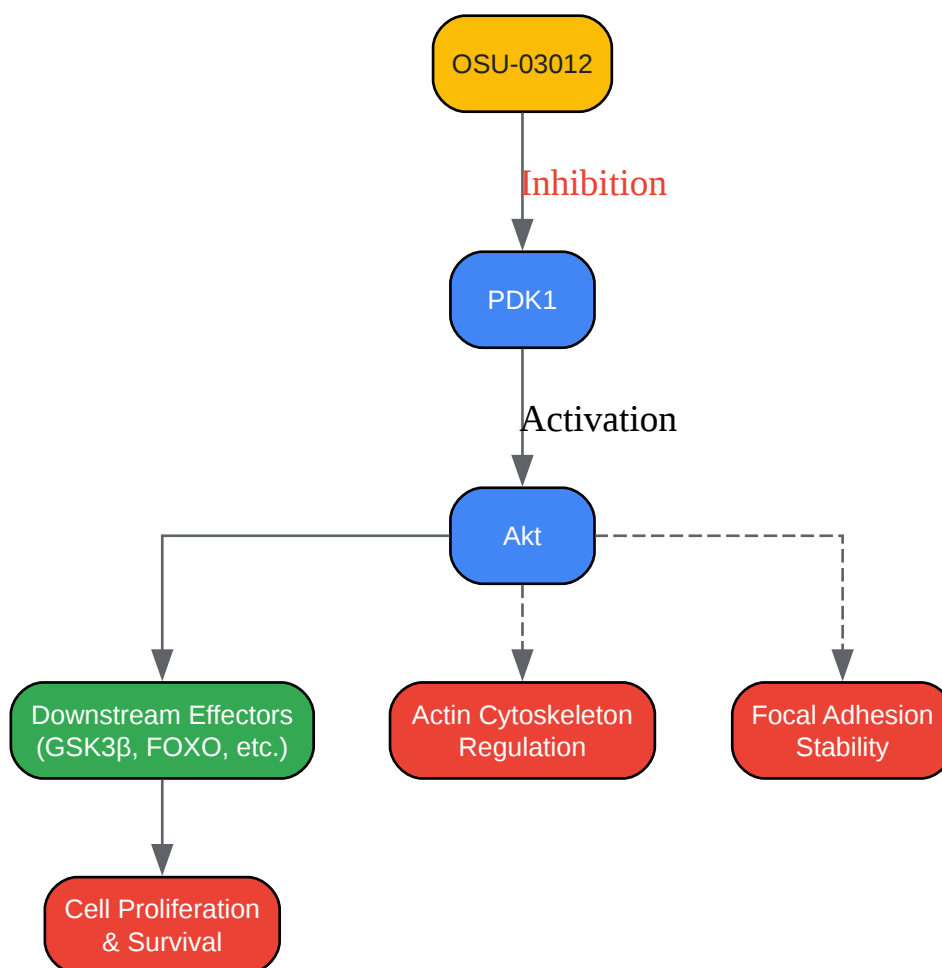 OSU-03012
Inhibition
PDK1
Activation
Akt
Downstream Effectors
(GSK3β, FOXO, etc.)
Actin Cytoskeleton
Regulation
Focal Adhesion
Stability
Cell Proliferation
& Survival